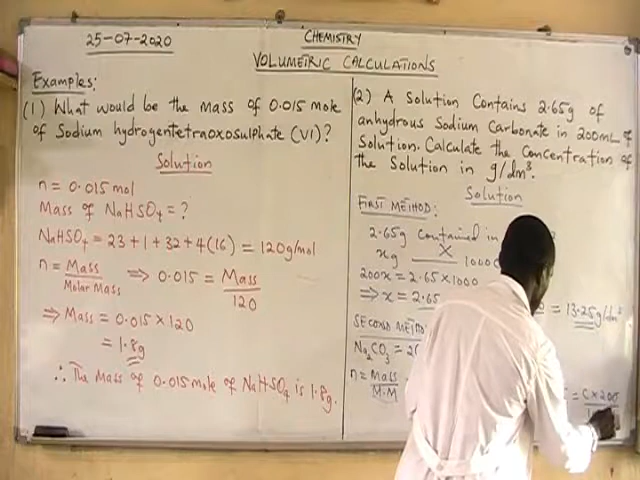 25-07-2020
CHEMISTRY
VOLUMETRIC CALCULATIONS
Examples:
(1) What would be the mass of 0.015 mole
of Sodium hydrogentetraoxosulphate (VI)?
Solution
n = 0.015 mol
Mass of NaHSO₄ = ?
NaHSO₄ = 23 + 1 + 32 + 4(16) = 120g/mol
n = Mass / Molar Mass ⟹ 0.015 = Mass / 120
⟹ Mass = 0.015 × 120
= 1.8g
∴ The Mass of 0.015 mole of NaHSO₄ is 1.8g.
(2) A Solution Contains 2.65g of
anhydrous Sodium Carbonate in 200mL of
Solution. Calculate the Concentration of
the Solution in g/dm³.
Solution
FIRST METHOD:
2.65g contained in
xg 1000
200x = 2.65 × 1000
⟹ x = 2.65 = 13.25g/dm³
SECOND METHO
Na₂CO₃ =
n = Mass / M.M
= C × 200